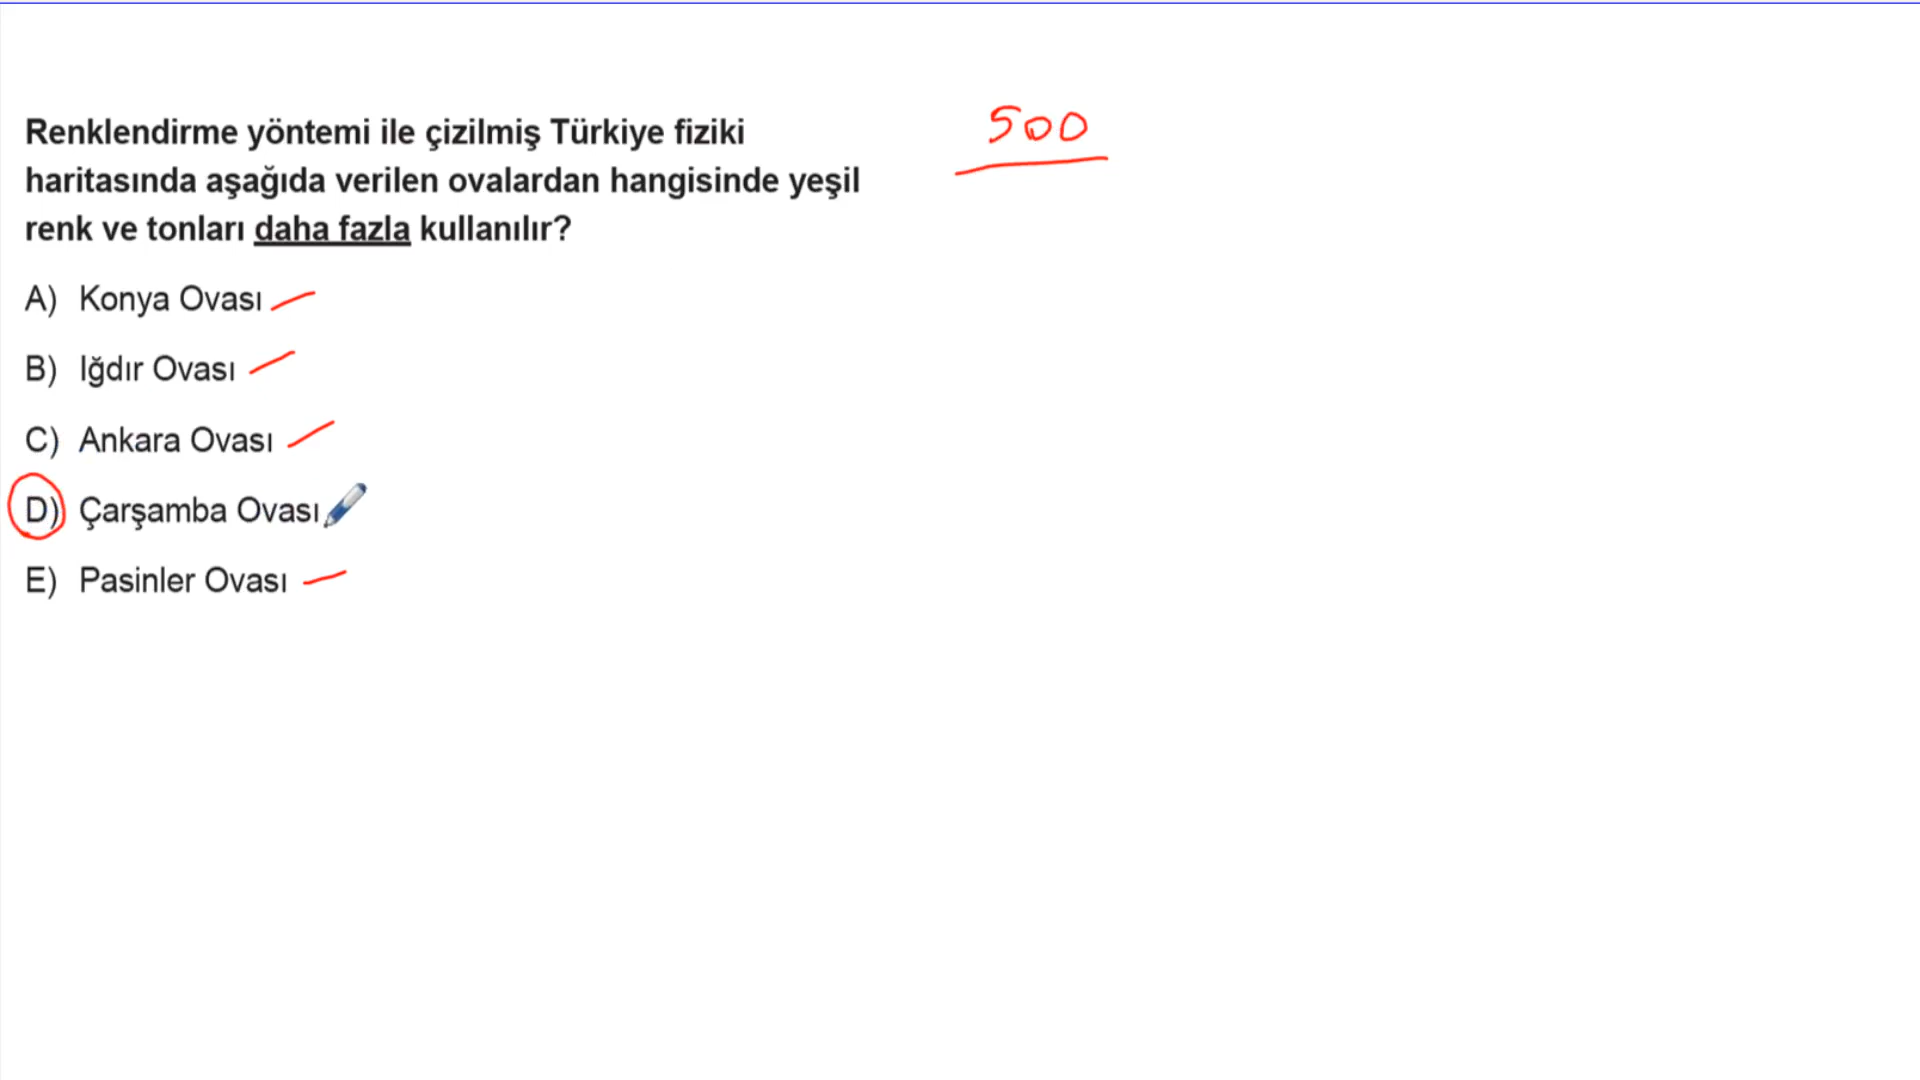 Renklendirme yöntemi ile çizilmiş Türkiye fiziki
haritasında aşağıda verilen ovalardan hangisinde yeşil
renk ve tonları daha fazla kullanılır?
500
A) Konya Ovası
B) Iğdır Ovası
C) Ankara Ovası
D) Çarşamba Ovası
E) Pasinler Ovası